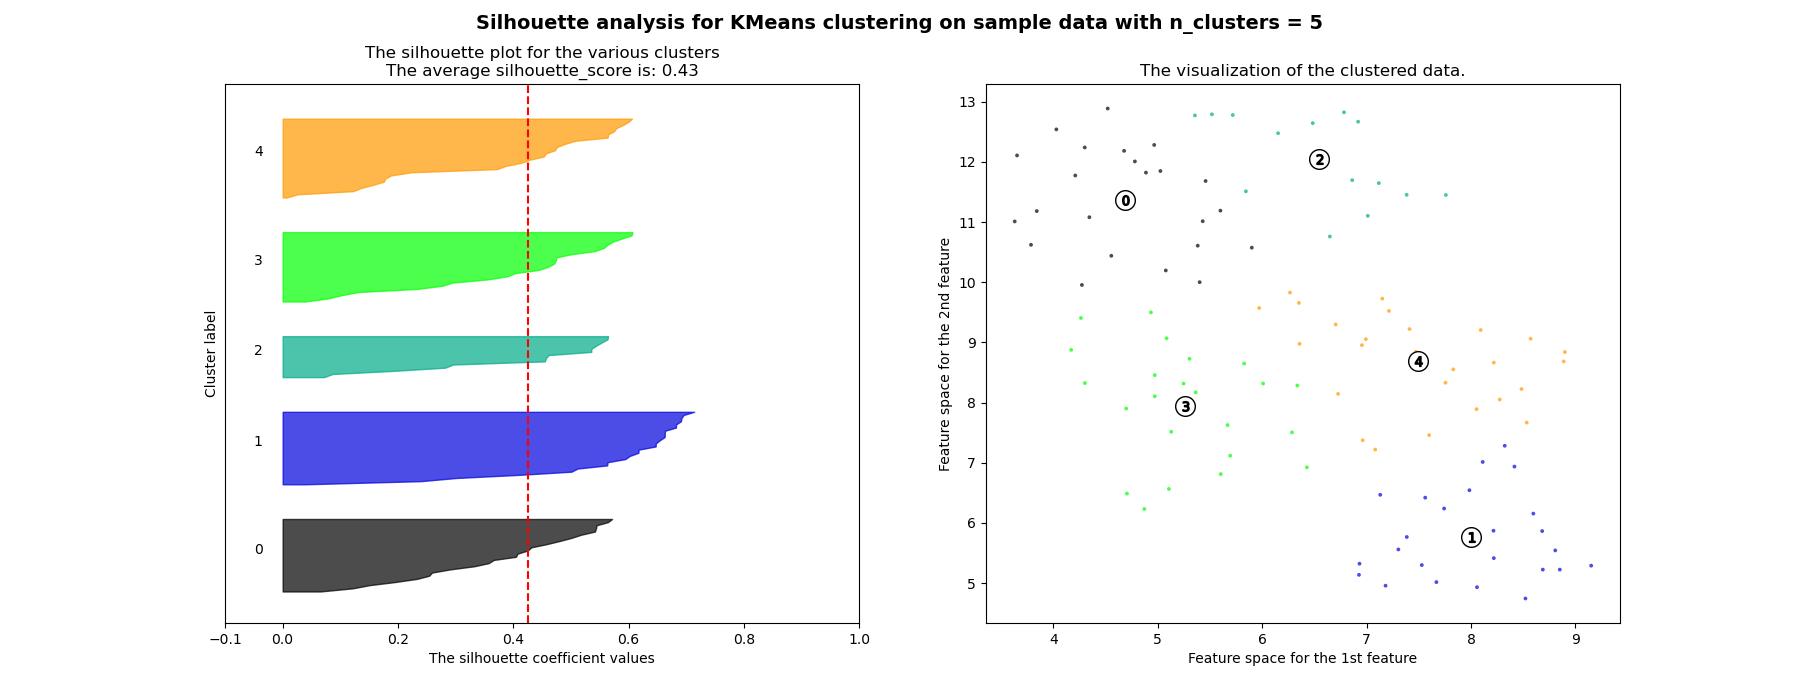 Silhouette analysis for KMeans clustering on sample data with n_clusters = 5
The silhouette plot for the various clusters
The average silhouette_score is: 0.43
4
3
2
1
0
Cluster label
−0.1 0.0 0.2 0.4 0.6 0.8 1.0
The silhouette coefficient values
The visualization of the clustered data.
13
12
11
10
9
8
7
6
5
Feature space for the 2nd feature
2
0
4
3
1
4 5 6 7 8 9
Feature space for the 1st feature